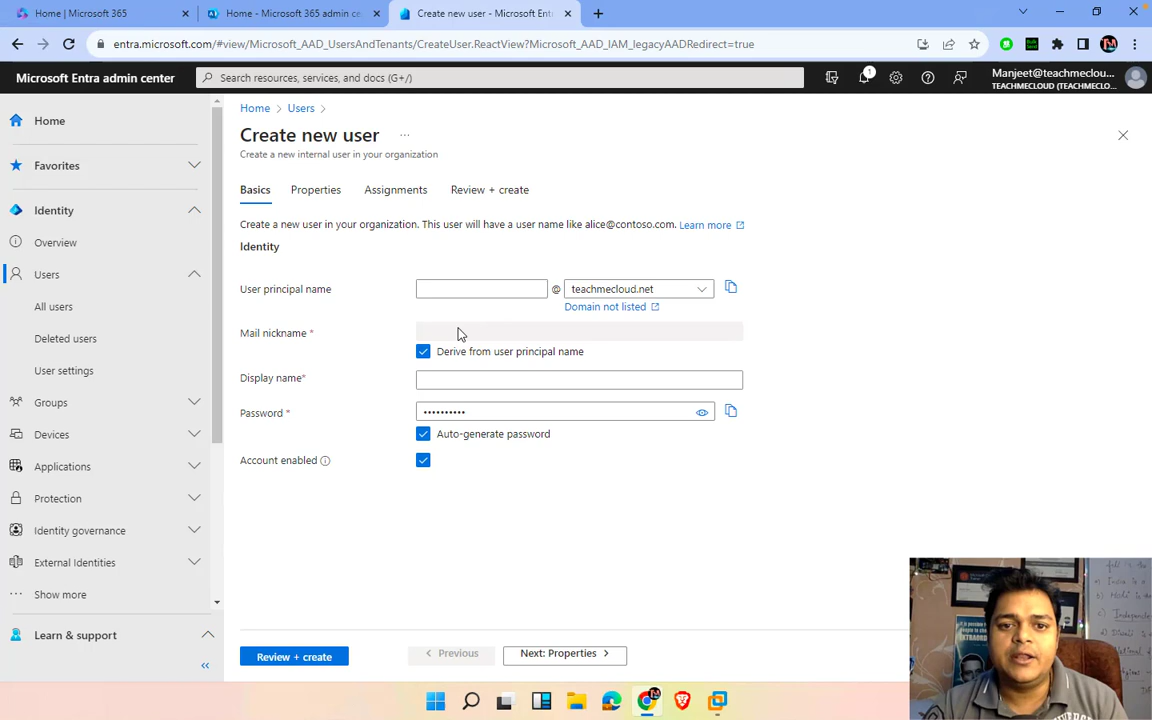 Home | Microsoft 365
Home - Microsoft 365 admin ce
Create new user - Microsoft Ent
entra.microsoft.com/#view/Microsoft_AAD_UsersAndTenants/CreateUser.ReactView?Microsoft_AAD_IAM_legacyAADRedirect=true
Microsoft Entra admin center
Search resources, services, and docs (G+/)
1
Manjeet@teachmeclou...
TEACHMECLOUD (TEACHMECLO...
Home
Favorites
Identity
Overview
Users
All users
Deleted users
User settings
Groups
Devices
Applications
Protection
Identity governance
External Identities
Show more
Learn & support
Home > Users >
Create new user
Create a new internal user in your organization
Basics
Properties
Assignments
Review + create
Create a new user in your organization. This user will have a user name like alice@contoso.com. Learn more
Identity
User principal name
@
teachmecloud.net
Domain not listed
Mail nickname *
Derive from user principal name
Display name*
Password *
••••••••••
Auto-generate password
Account enabled
Review + create
Previous
Next: Properties